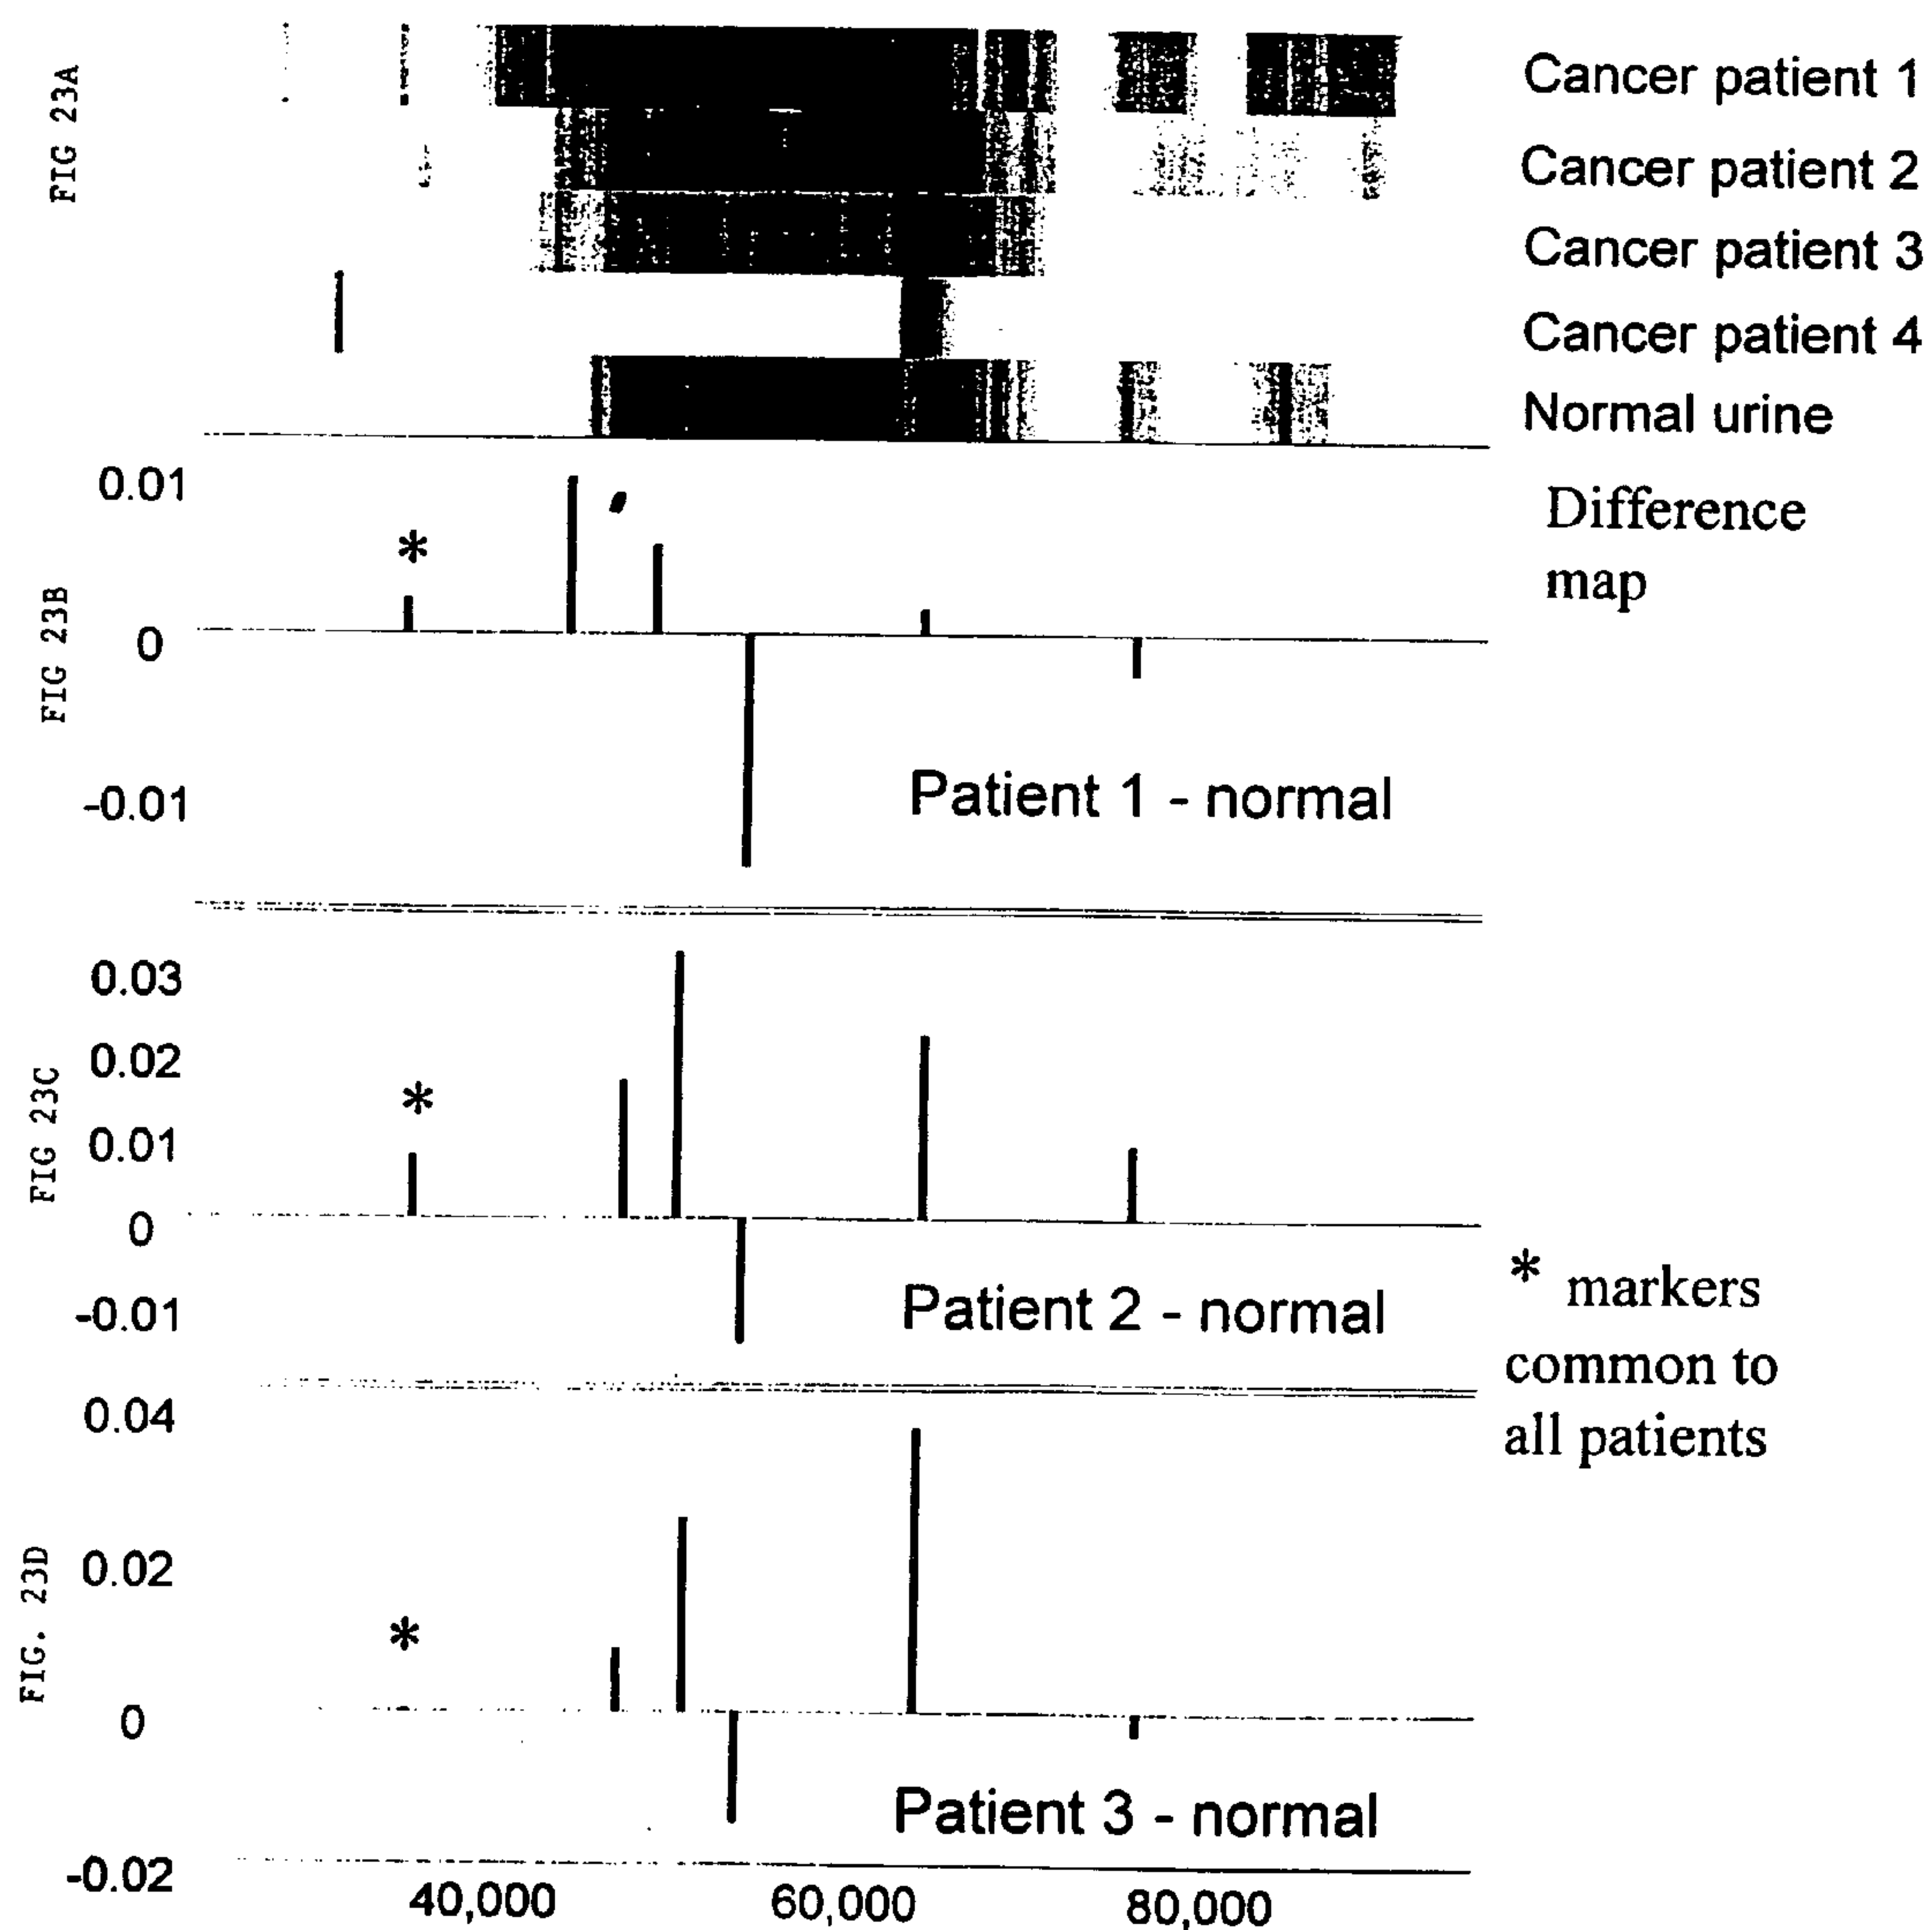 FIG 23A
Cancer patient 1
Cancer patient 2
Cancer patient 3
Cancer patient 4
Normal urine
Difference
map
FIG 23B
0.01
*
0
-0.01
Patient 1 - normal
FIG 23C
0.03
0.02
*
0.01
0
-0.01
Patient 2 - normal
* markers
common to
all patients
FIG. 23D
0.04
0.02
*
0
Patient 3 - normal
-0.02
40,000 60,000 80,000